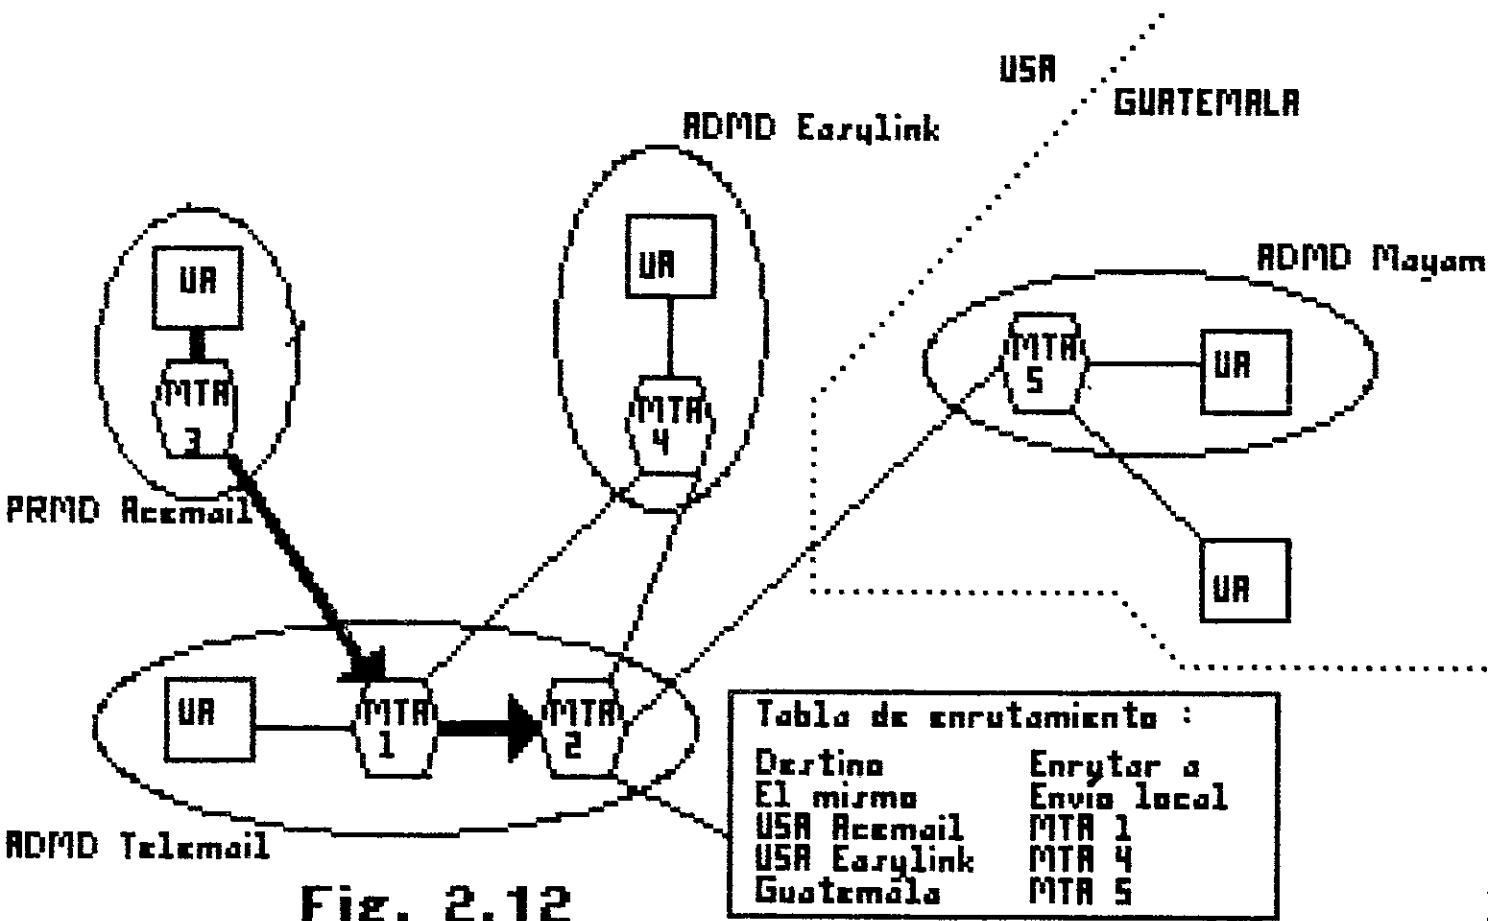 USA
GUATEMALA
ADMD Easylink
UA
MTA
4
ADMD Mayam
MTA
5
UA
UA
UA
MTA
3
PRMD Acemail
UA
MTA
1
MTA
2
ADMD Telemail
Tabla de enrutamiento :
Destino Enrytar a
El mismo Envío local
USA Acemail MTA 1
USA Easylink MTA 4
Guatemala MTA 5
Fig. 2.12